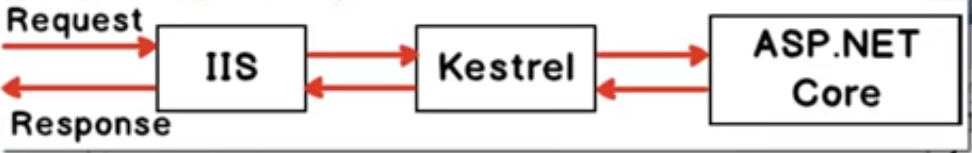 Request
IIS
Kestrel
ASP.NET
Core
Response